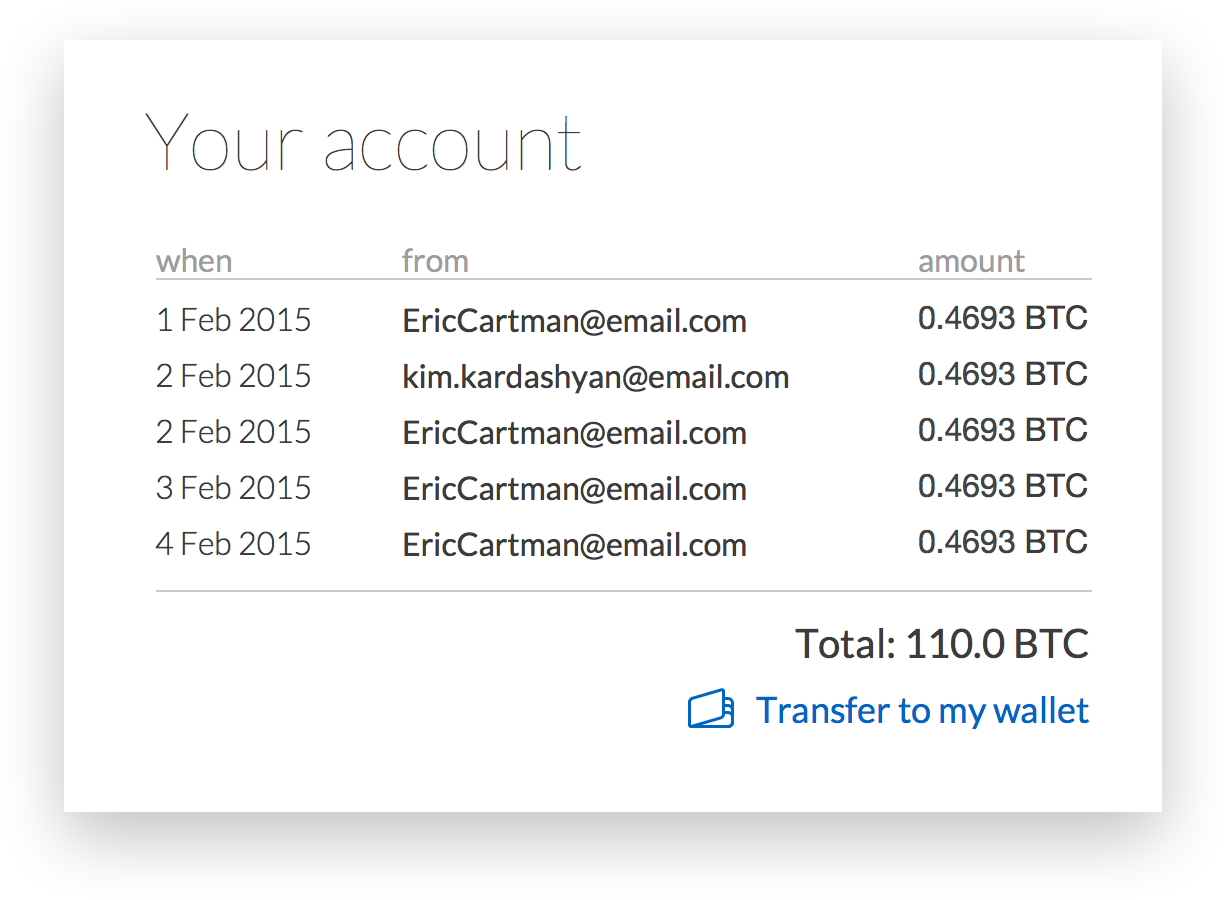 Your account
when from amount
1 Feb 2015 EricCartman@email.com 0.4693 BTC
2 Feb 2015 kim.kardashyan@email.com 0.4693 BTC
2 Feb 2015 EricCartman@email.com 0.4693 BTC
3 Feb 2015 EricCartman@email.com 0.4693 BTC
4 Feb 2015 EricCartman@email.com 0.4693 BTC
Total: 110.0 BTC
Transfer to my wallet